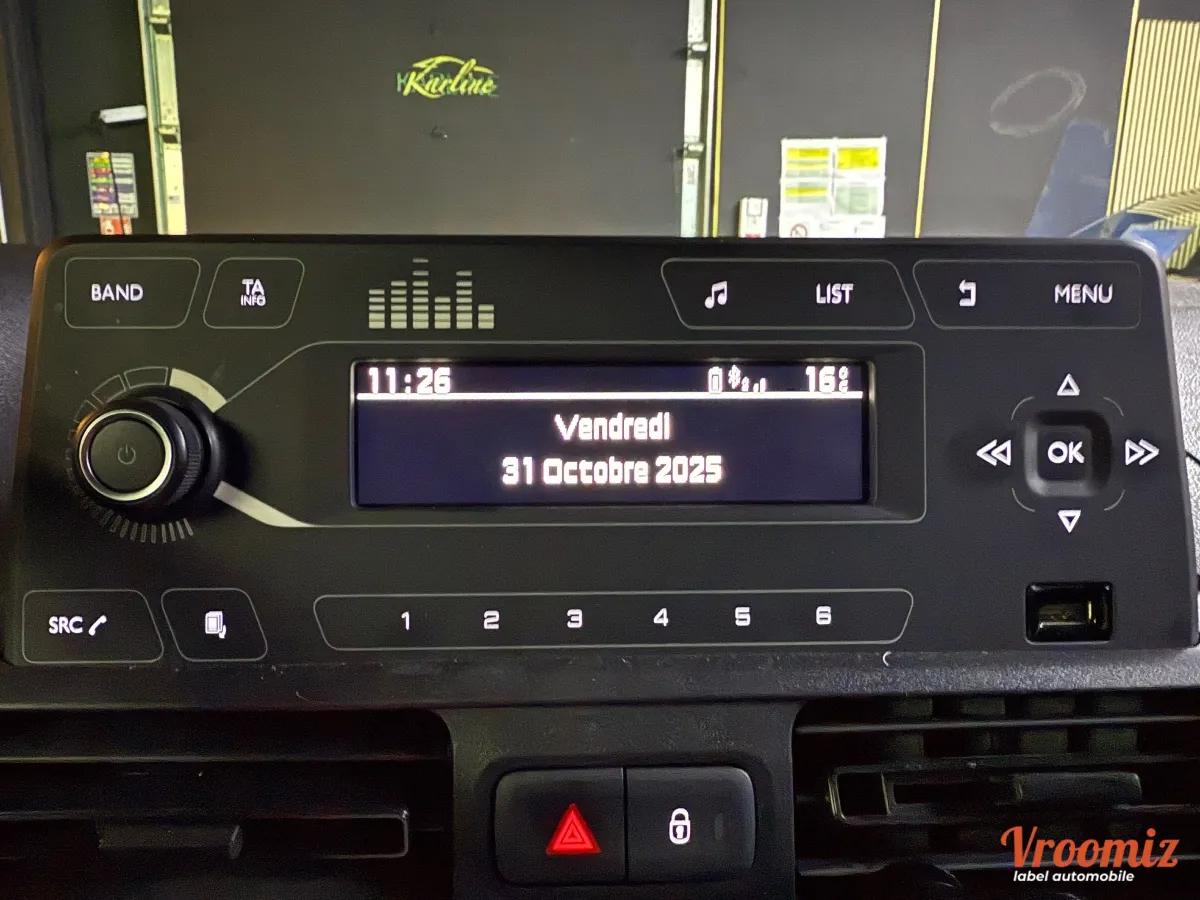 Karline
BAND
TA
INFO
LIST
MENU
11:26
16°C
Vendredi
31 Octobre 2025
OK
SRC
1 2 3 4 5 6
Vroomiz
label automobile